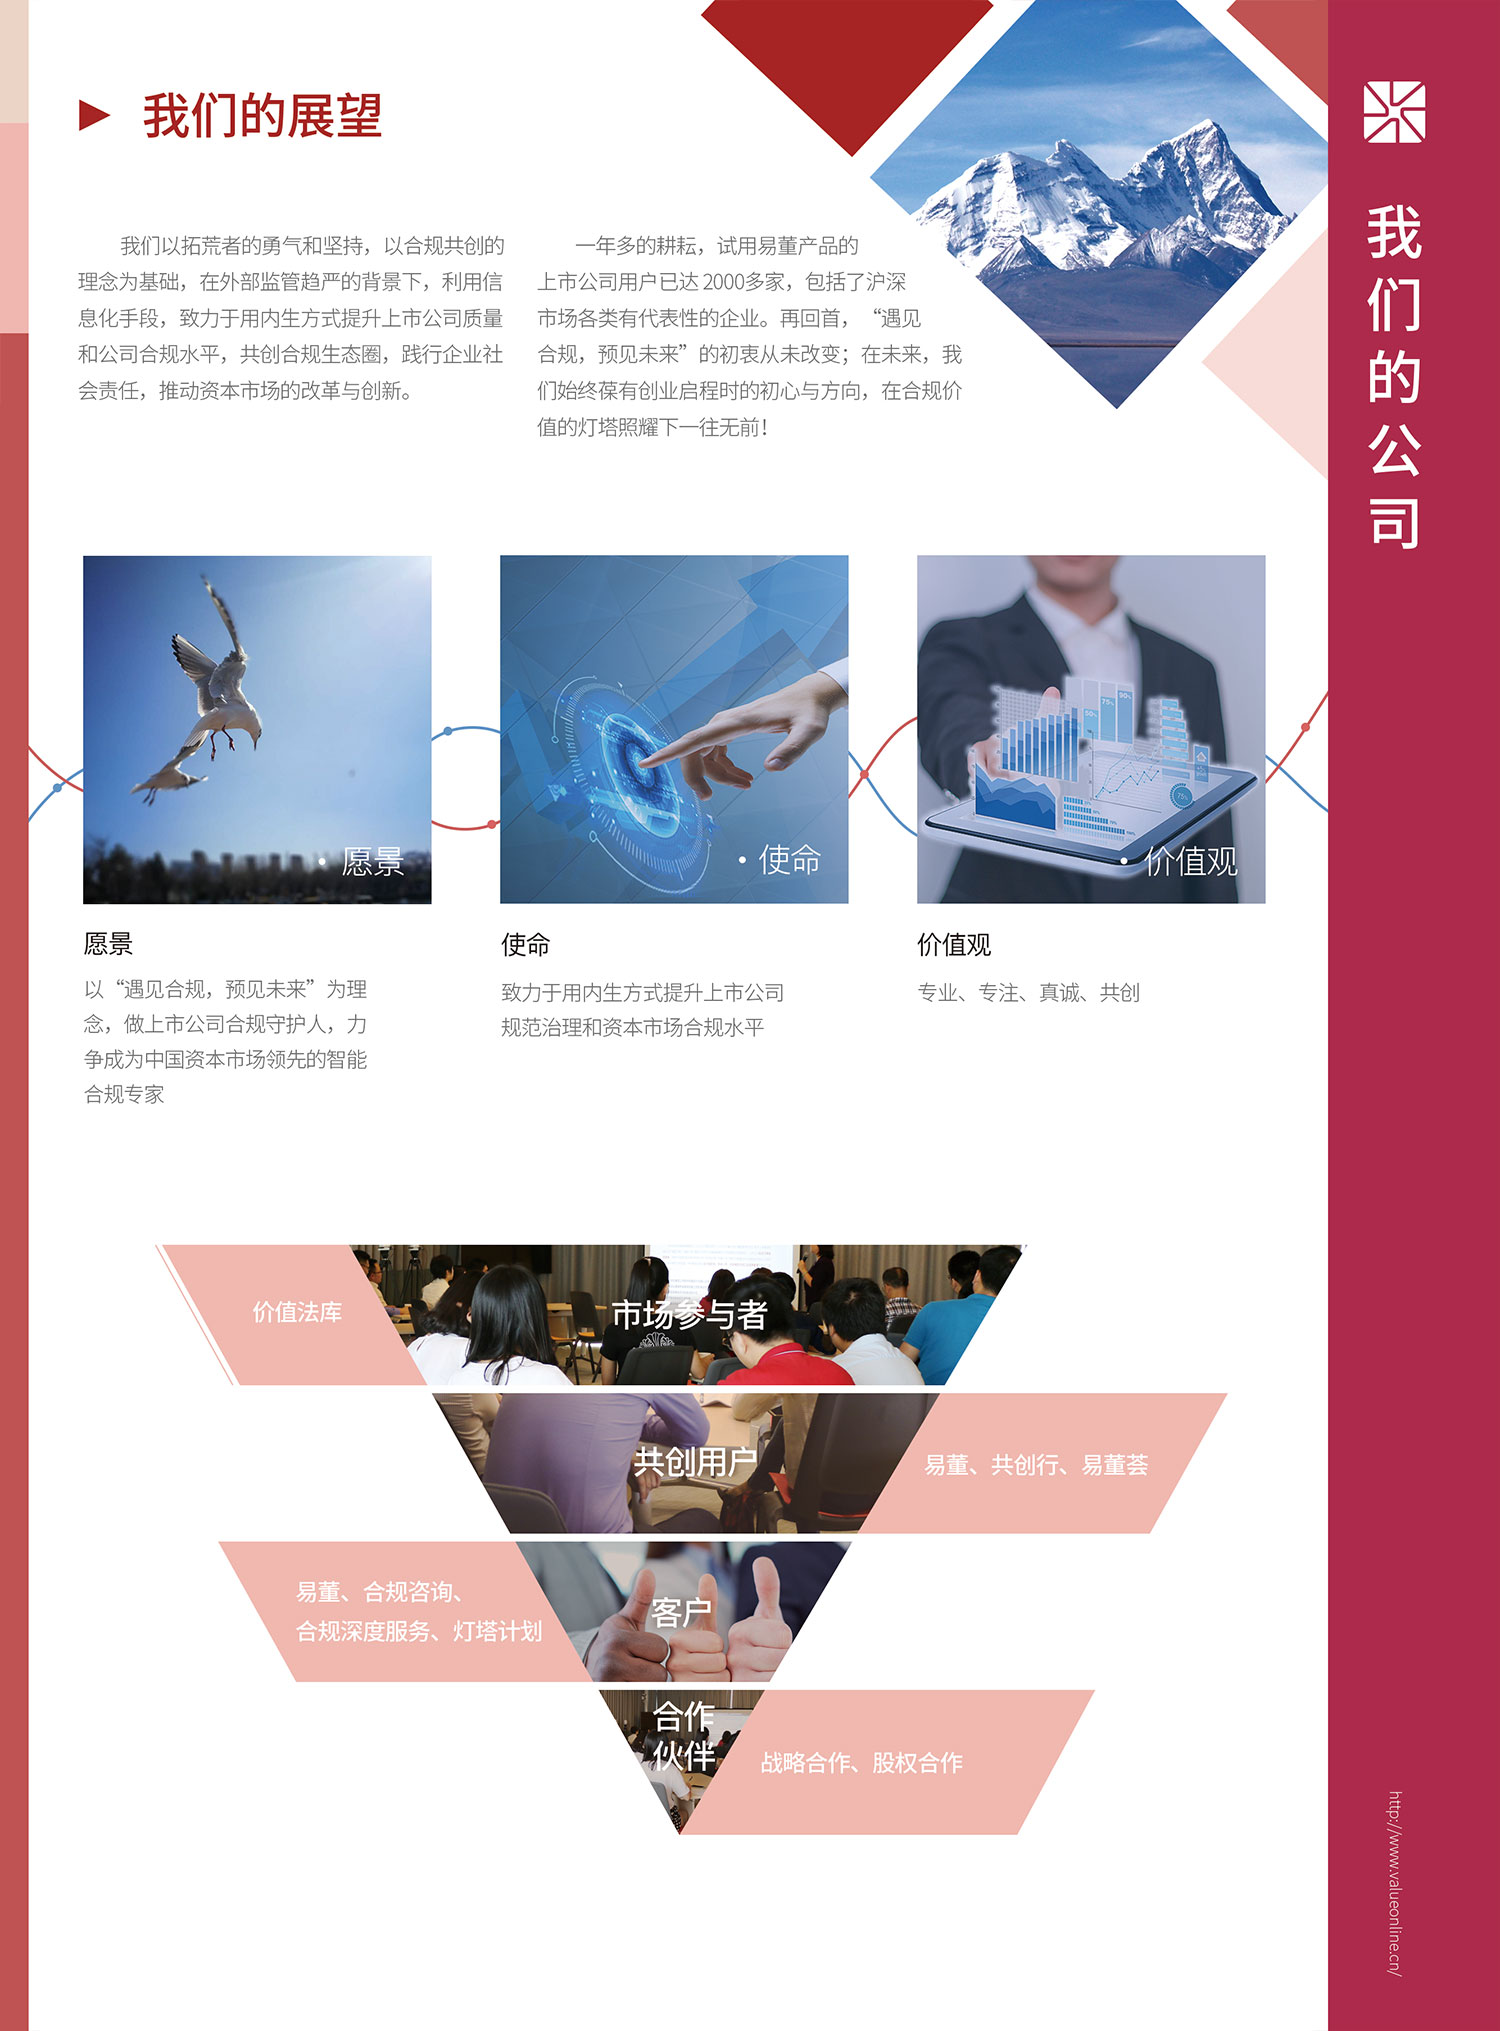 我们的展望
我们以拓荒者的勇气和坚持，以合规共创的
理念为基础，在外部监管趋严的背景下，利用信
息化手段，致力于用内生方式提升上市公司质量
和公司合规水平，共创合规生态圈，践行企业社
会责任，推动资本市场的改革与创新。
一年多的耕耘，试用易董产品的
上市公司用户已达 2000多家，包括了沪深
市场各类有代表性的企业。再回首，“遇见
合规，预见未来”的初衷从未改变；在未来，我
们始终葆有创业启程时的初心与方向，在合规价
值的灯塔照耀下一往无前！
我们的公司
• 愿景
• 使命
• 价值观
50%
75%
90%
75%
愿景
以“遇见合规，预见未来”为理
念，做上市公司合规守护人，力
争成为中国资本市场领先的智能
合规专家
使命
致力于用内生方式提升上市公司
规范治理和资本市场合规水平
价值观
专业、专注、真诚、共创
价值法库
市场参与者
共创用户
易董、共创行、易董荟
易董、合规咨询、
合规深度服务、灯塔计划
客户
合作
伙伴
战略合作、股权合作
http://www.valueonline.cn/